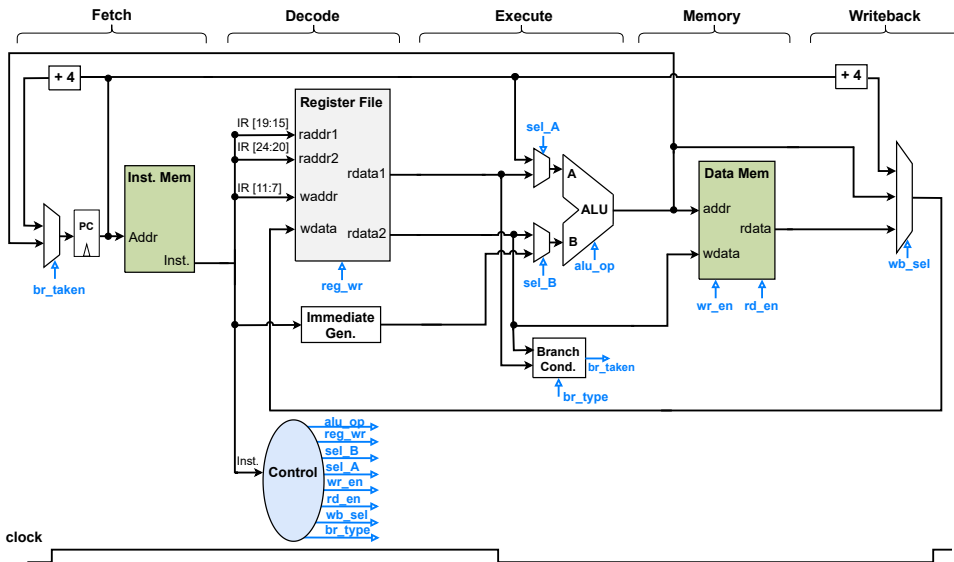 Fetch
Decode
Execute
Memory
Writeback
+ 4
+ 4
Register File
IR [19:15]
raddr1
IR [24:20]
raddr2
rdata1
IR [11:7]
waddr
wdata
rdata2
reg_wr
Inst. Mem
Addr
Inst.
PC
br_taken
sel_A
A
ALU
B
sel_B
alu_op
Data Mem
addr
rdata
wdata
wr_en
rd_en
wb_sel
Immediate
Gen.
Branch
Cond.
br_taken
br_type
Inst.
Control
alu_op
reg_wr
sel_B
sel_A
wr_en
rd_en
wb_sel
br_type
clock